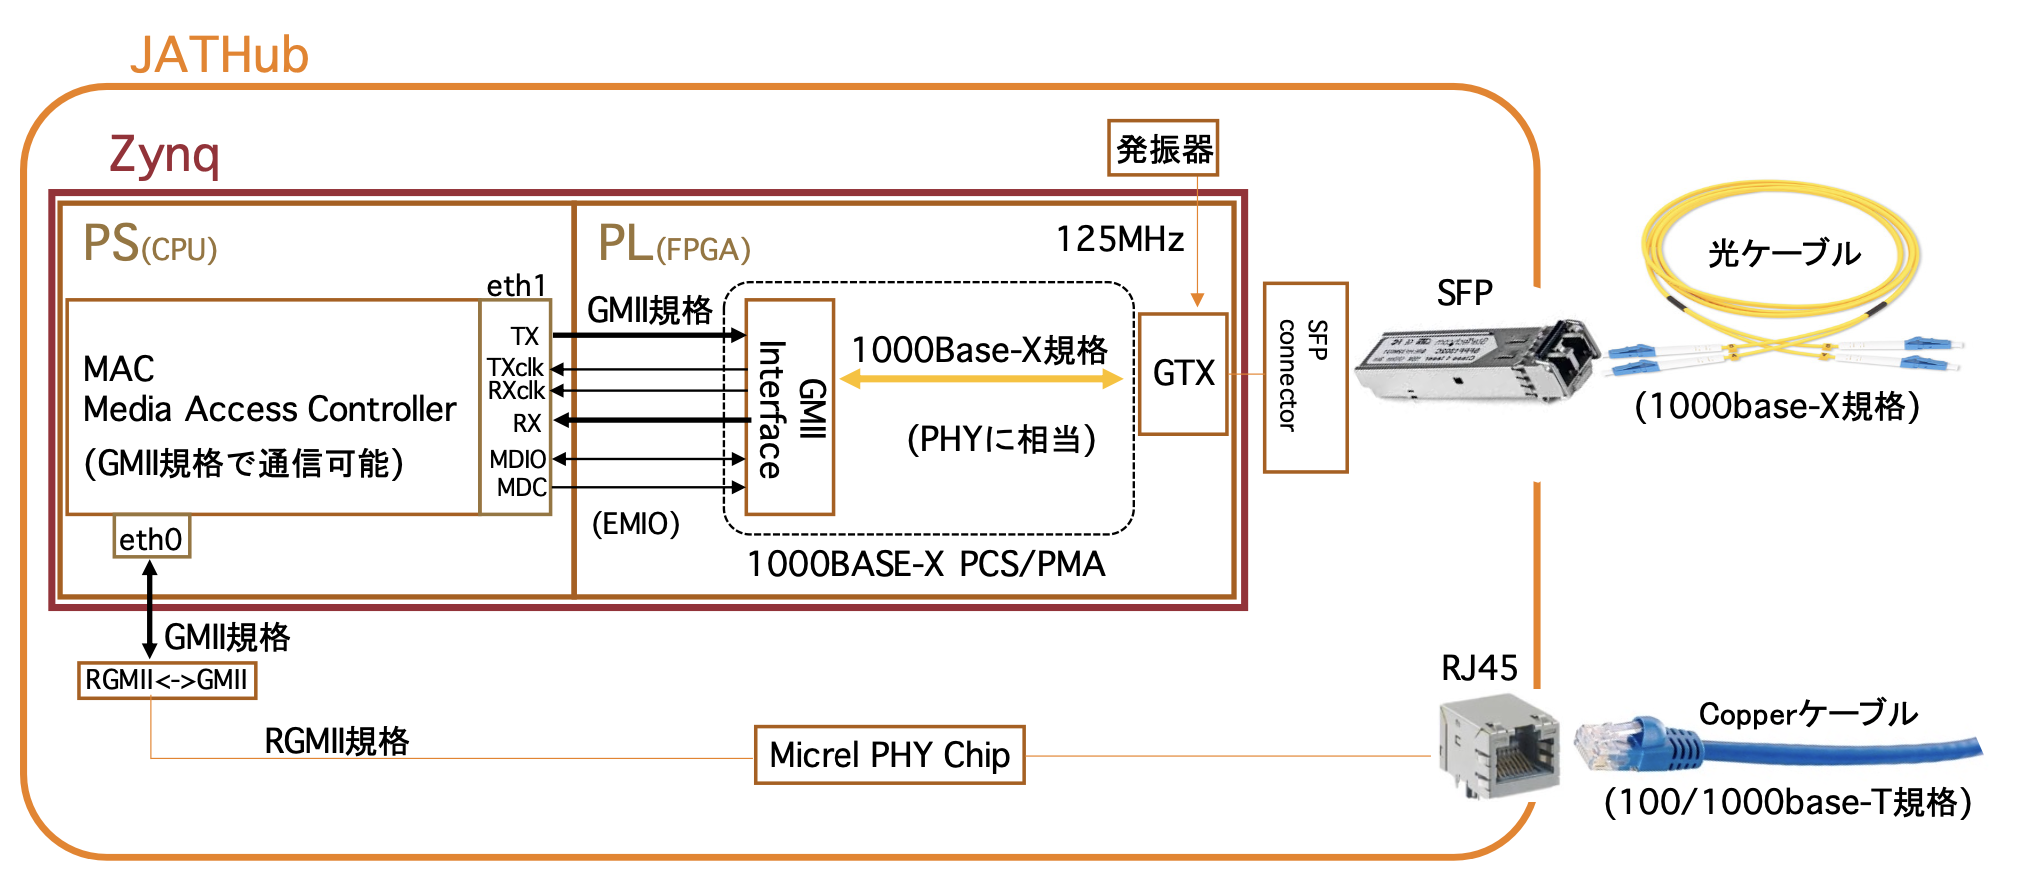 JATHub
Zynq
発振器
PS(CPU)
PL(FPGA)
125MHz
eth1
GMII規格
TX
TXclk
RXclk
RX
MDIO
MDC
MAC
Media Access Controller
(GMII規格で通信可能)
GMII
Interface
1000Base-X規格
(PHYに相当)
GTX
SFP
connector
SFP
光ケーブル
(1000base-X規格)
(EMIO)
1000BASE-X PCS/PMA
eth0
GMII規格
RGMII<->GMII
RGMII規格
Micrel PHY Chip
RJ45
Copperケーブル
(100/1000base-T規格)